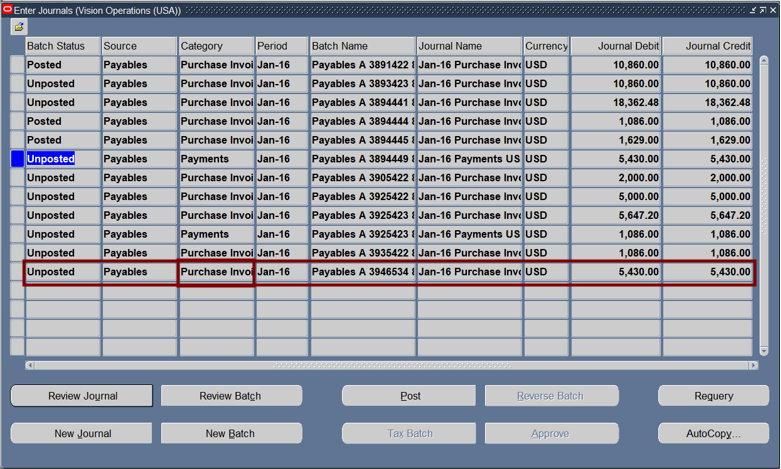 Enter Journals (Vision Operations (USA))
Batch Status Source Category Period Batch Name Journal Name Currency Journal Debit Journal Credit
Posted Payables Purchase Invoi Jan-16 Payables A 3891422 8 Jan-16 Purchase Invo USD 10,860.00 10,860.00
Unposted Payables Purchase Invoi Jan-16 Payables A 3893423 8 Jan-16 Purchase Invo USD 10,860.00 10,860.00
Unposted Payables Purchase Invoi Jan-16 Payables A 3894441 8 Jan-16 Purchase Invo USD 18,362.48 18,362.48
Posted Payables Purchase Invoi Jan-16 Payables A 3894444 8 Jan-16 Purchase Invo USD 1,086.00 1,086.00
Posted Payables Purchase Invoi Jan-16 Payables A 3894445 8 Jan-16 Purchase Invo USD 1,629.00 1,629.00
Unposted Payables Payments Jan-16 Payables A 3894449 8 Jan-16 Payments US USD 5,430.00 5,430.00
Unposted Payables Purchase Invoi Jan-16 Payables A 3905422 8 Jan-16 Purchase Invo USD 2,000.00 2,000.00
Unposted Payables Purchase Invoi Jan-16 Payables A 3925422 8 Jan-16 Purchase Invo USD 5,000.00 5,000.00
Unposted Payables Purchase Invoi Jan-16 Payables A 3925423 8 Jan-16 Purchase Invo USD 5,647.20 5,647.20
Unposted Payables Payments Jan-16 Payables A 3925423 8 Jan-16 Payments US USD 1,086.00 1,086.00
Unposted Payables Purchase Invoi Jan-16 Payables A 3935422 8 Jan-16 Purchase Invo USD 1,086.00 1,086.00
Unposted Payables Purchase Invoi Jan-16 Payables A 3946534 8 Jan-16 Purchase Invo USD 5,430.00 5,430.00
Review Journal Review Batch Post Reverse Batch Requery
New Journal New Batch Tax Batch Approve AutoCopy...